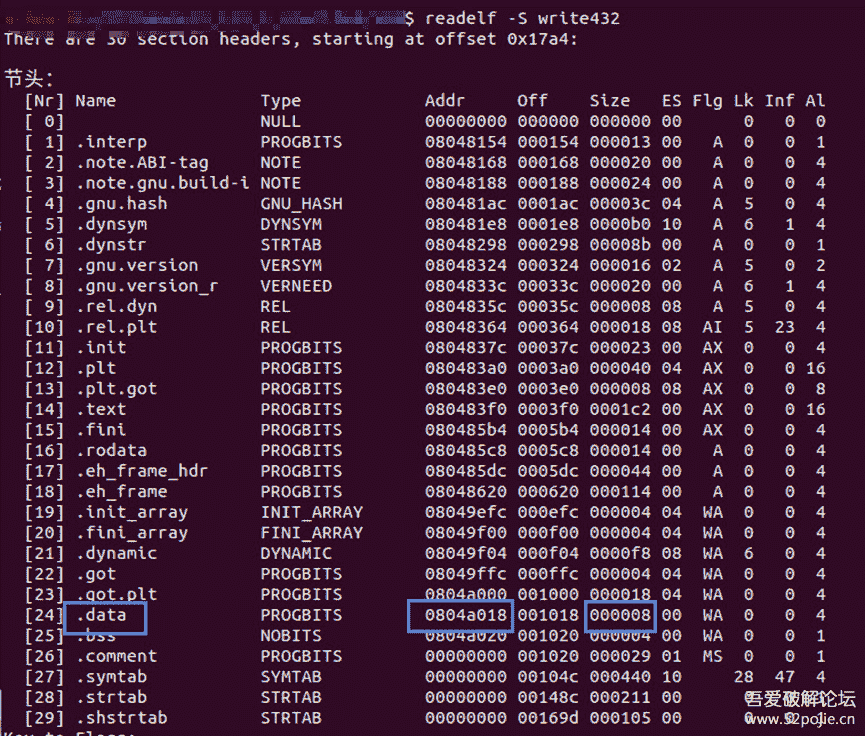 $ readelf -S write432
There are 30 section headers, starting at offset 0x17a4:
节头：
[Nr] Name Type Addr Off Size ES Flg Lk Inf Al
[ 0] NULL 00000000 000000 000000 00 0 0 0
[ 1] .interp PROGBITS 08048154 000154 000013 00 A 0 0 1
[ 2] .note.ABI-tag NOTE 08048168 000168 000020 00 A 0 0 4
[ 3] .note.gnu.build-i NOTE 08048188 000188 000024 00 A 0 0 4
[ 4] .gnu.hash GNU_HASH 080481ac 0001ac 00003c 04 A 5 0 4
[ 5] .dynsym DYNSYM 080481e8 0001e8 0000b0 10 A 6 1 4
[ 6] .dynstr STRTAB 08048298 000298 00008b 00 A 0 0 1
[ 7] .gnu.version VERSYM 08048324 000324 000016 02 A 5 0 2
[ 8] .gnu.version_r VERNEED 0804833c 00033c 000020 00 A 6 1 4
[ 9] .rel.dyn REL 0804835c 00035c 000008 08 A 5 0 4
[10] .rel.plt REL 08048364 000364 000018 08 AI 5 23 4
[11] .init PROGBITS 0804837c 00037c 000023 00 AX 0 0 4
[12] .plt PROGBITS 080483a0 0003a0 000040 04 AX 0 0 16
[13] .plt.got PROGBITS 080483e0 0003e0 000008 08 AX 0 0 8
[14] .text PROGBITS 080483f0 0003f0 0001c2 00 AX 0 0 16
[15] .fini PROGBITS 080485b4 0005b4 000014 00 AX 0 0 4
[16] .rodata PROGBITS 080485c8 0005c8 000014 00 A 0 0 4
[17] .eh_frame_hdr PROGBITS 080485dc 0005dc 000044 00 A 0 0 4
[18] .eh_frame PROGBITS 08048620 000620 000114 00 A 0 0 4
[19] .init_array INIT_ARRAY 08049efc 000efc 000004 04 WA 0 0 4
[20] .fini_array FINI_ARRAY 08049f00 000f00 000004 04 WA 0 0 4
[21] .dynamic DYNAMIC 08049f04 000f04 0000f8 08 WA 6 0 4
[22] .got PROGBITS 08049ffc 000ffc 000004 04 WA 0 0 4
[23] .got.plt PROGBITS 0804a000 001000 000018 04 WA 0 0 4
[24] .data PROGBITS 0804a018 001018 000008 00 WA 0 0 4
[25] .bss NOBITS 0804a020 001020 000004 00 WA 0 0 1
[26] .comment PROGBITS 00000000 001020 000029 01 MS 0 0 1
[27] .symtab SYMTAB 00000000 00104c 000440 10 28 47 4
[28] .strtab STRTAB 00000000 00148c 000211 00
[29] .shstrtab STRTAB 00000000 00169d 000105 00
吾爱破解论坛
www.52pojie.cn